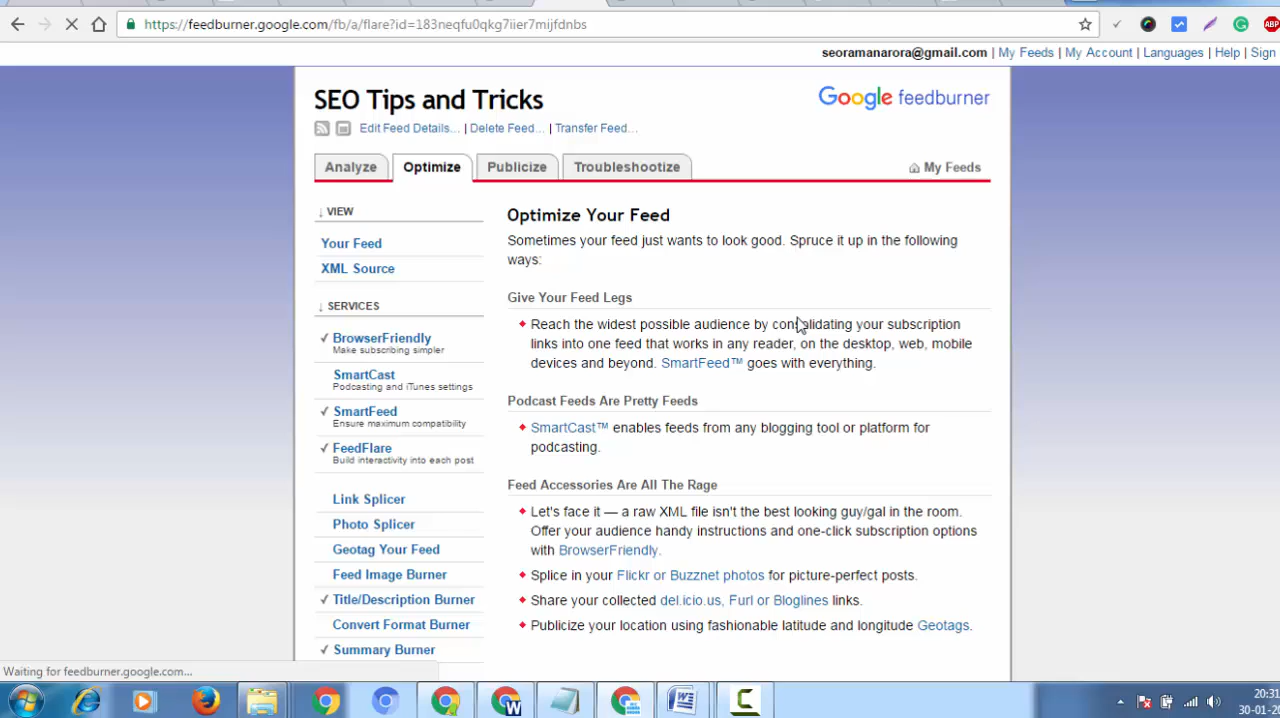 https://feedburner.google.com/fb/a/flare?id=183neqfu0qkg7iier7mijfdnbs
ABP
seoramanarora@gmail.com | My Feeds | My Account | Languages | Help | Sign
SEO Tips and Tricks
Google feedburner
Edit Feed Details... | Delete Feed... | Transfer Feed...
Analyze Optimize Publicize Troubleshootize My Feeds
↓ VIEW
Your Feed
XML Source
↓ SERVICES
✓ BrowserFriendly
Make subscribing simpler
SmartCast
Podcasting and iTunes settings
✓ SmartFeed
Ensure maximum compatibility
✓ FeedFlare
Build interactivity into each post
Link Splicer
Photo Splicer
Geotag Your Feed
Feed Image Burner
✓ Title/Description Burner
Convert Format Burner
✓ Summary Burner
Optimize Your Feed
Sometimes your feed just wants to look good. Spruce it up in the following
ways:
Give Your Feed Legs
Reach the widest possible audience by consolidating your subscription
links into one feed that works in any reader, on the desktop, web, mobile
devices and beyond. SmartFeed™ goes with everything.
Podcast Feeds Are Pretty Feeds
SmartCast™ enables feeds from any blogging tool or platform for
podcasting.
Feed Accessories Are All The Rage
Let's face it — a raw XML file isn't the best looking guy/gal in the room.
Offer your audience handy instructions and one-click subscription options
with BrowserFriendly.
Splice in your Flickr or Buzznet photos for picture-perfect posts.
Share your collected del.icio.us, Furl or Bloglines links.
Publicize your location using fashionable latitude and longitude Geotags.
Waiting for feedburner.google.com...
20:31
30-01-20